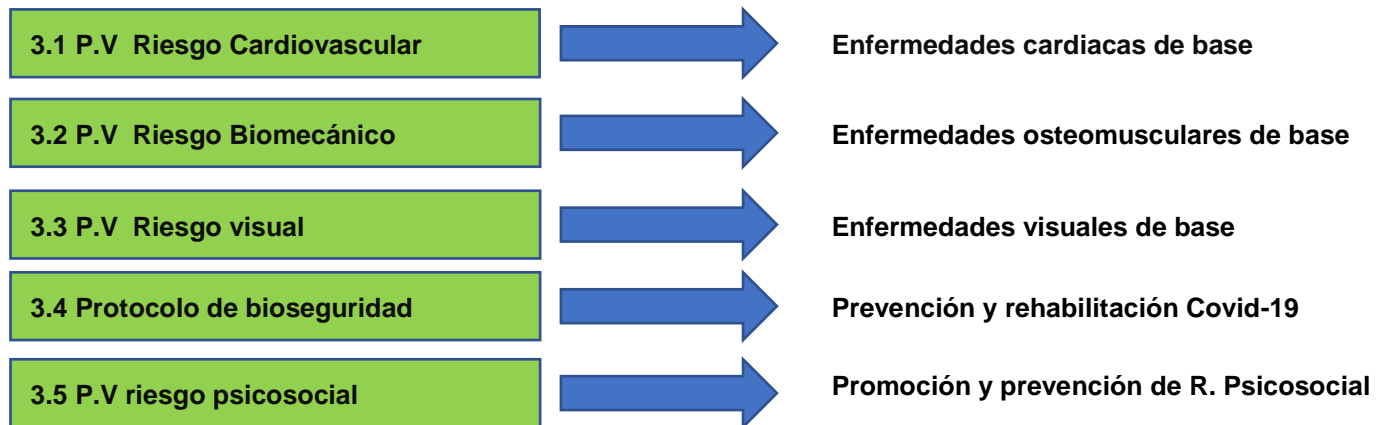 3.1 P.V Riesgo Cardiovascular
Enfermedades cardiacas de base
3.2 P.V Riesgo Biomecánico
Enfermedades osteomusculares de base
3.3 P.V Riesgo visual
Enfermedades visuales de base
3.4 Protocolo de bioseguridad
Prevención y rehabilitación Covid-19
3.5 P.V riesgo psicosocial
Promoción y prevención de R. Psicosocial